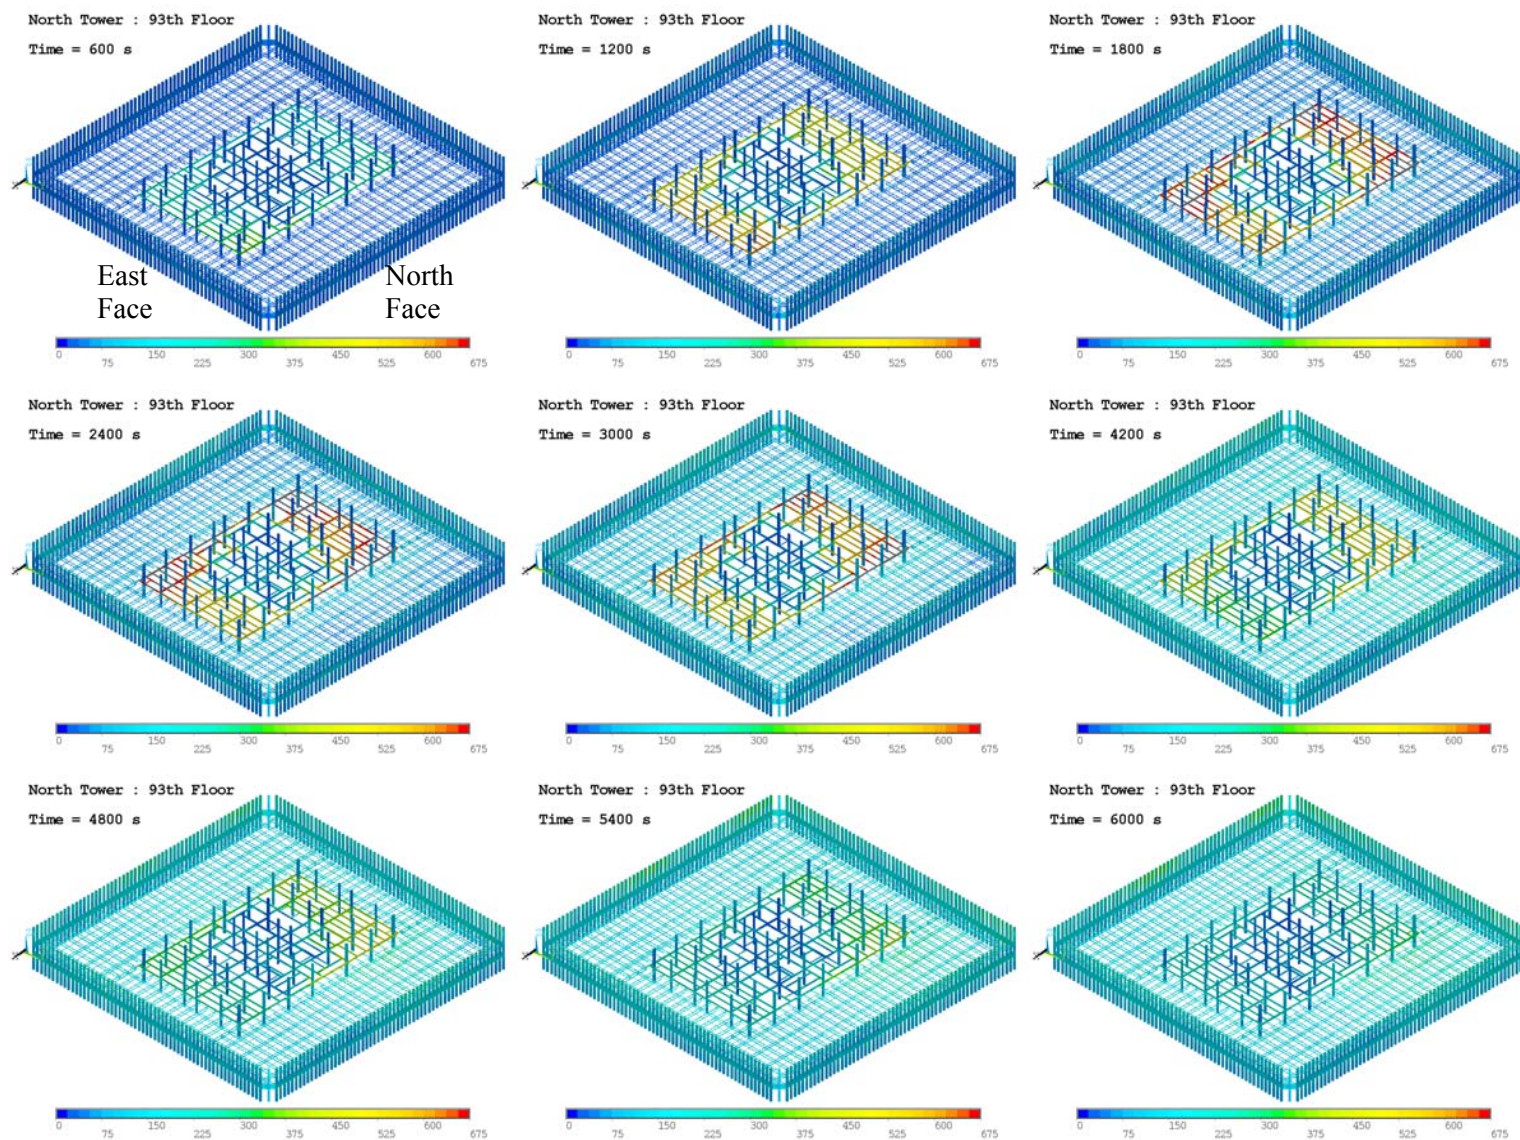 North Tower : 93th Floor
Time = 600 s
East
Face
North
Face
0 75 150 225 300 375 450 525 600 675
North Tower : 93th Floor
Time = 1200 s
0 75 150 225 300 375 450 525 600 675
North Tower : 93th Floor
Time = 1800 s
0 75 150 225 300 375 450 525 600 675
North Tower : 93th Floor
Time = 2400 s
0 75 150 225 300 375 450 525 600 675
North Tower : 93th Floor
Time = 3000 s
0 75 150 225 300 375 450 525 600 675
North Tower : 93th Floor
Time = 4200 s
0 75 150 225 300 375 450 525 600 675
North Tower : 93th Floor
Time = 4800 s
0 75 150 225 300 375 450 525 600 675
North Tower : 93th Floor
Time = 5400 s
0 75 150 225 300 375 450 525 600 675
North Tower : 93th Floor
Time = 6000 s
0 75 150 225 300 375 450 525 600 675